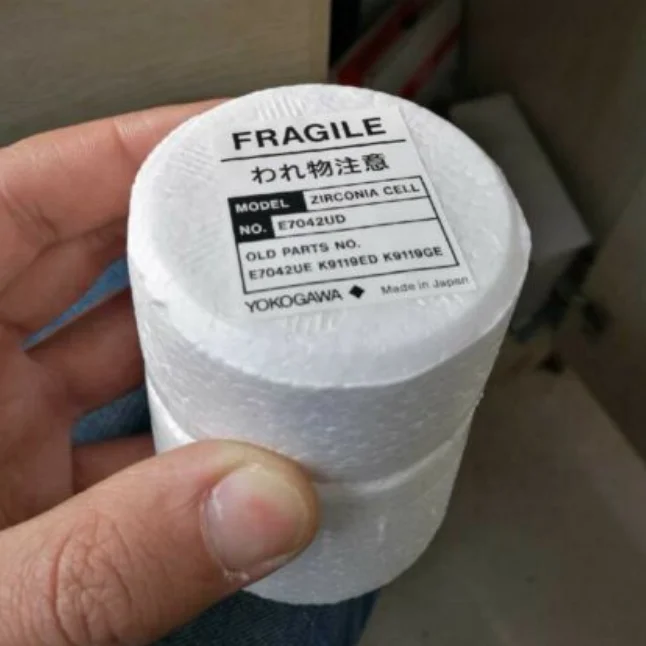 FRAGILE
われ物注意
MODEL ZIRCONIA CELL
NO. E7042UD
OLD PARTS NO.
E7042UE K9119ED K9119GE
YOKOGAWA ◆ Made in Japan